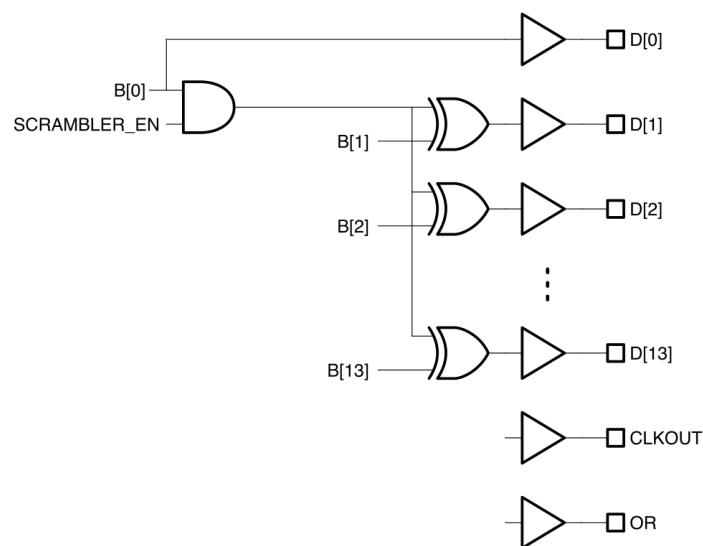 D[0]
B[0]
SCRAMBLER_EN
D[1]
B[1]
D[2]
B[2]
D[13]
B[13]
CLKOUT
OR